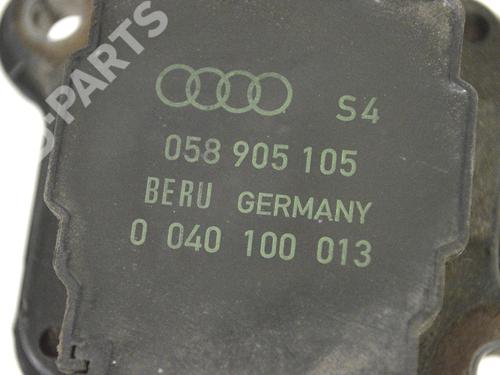 B-PARTS
S4
058 905 105
BERU GERMANY
0 040 100 013